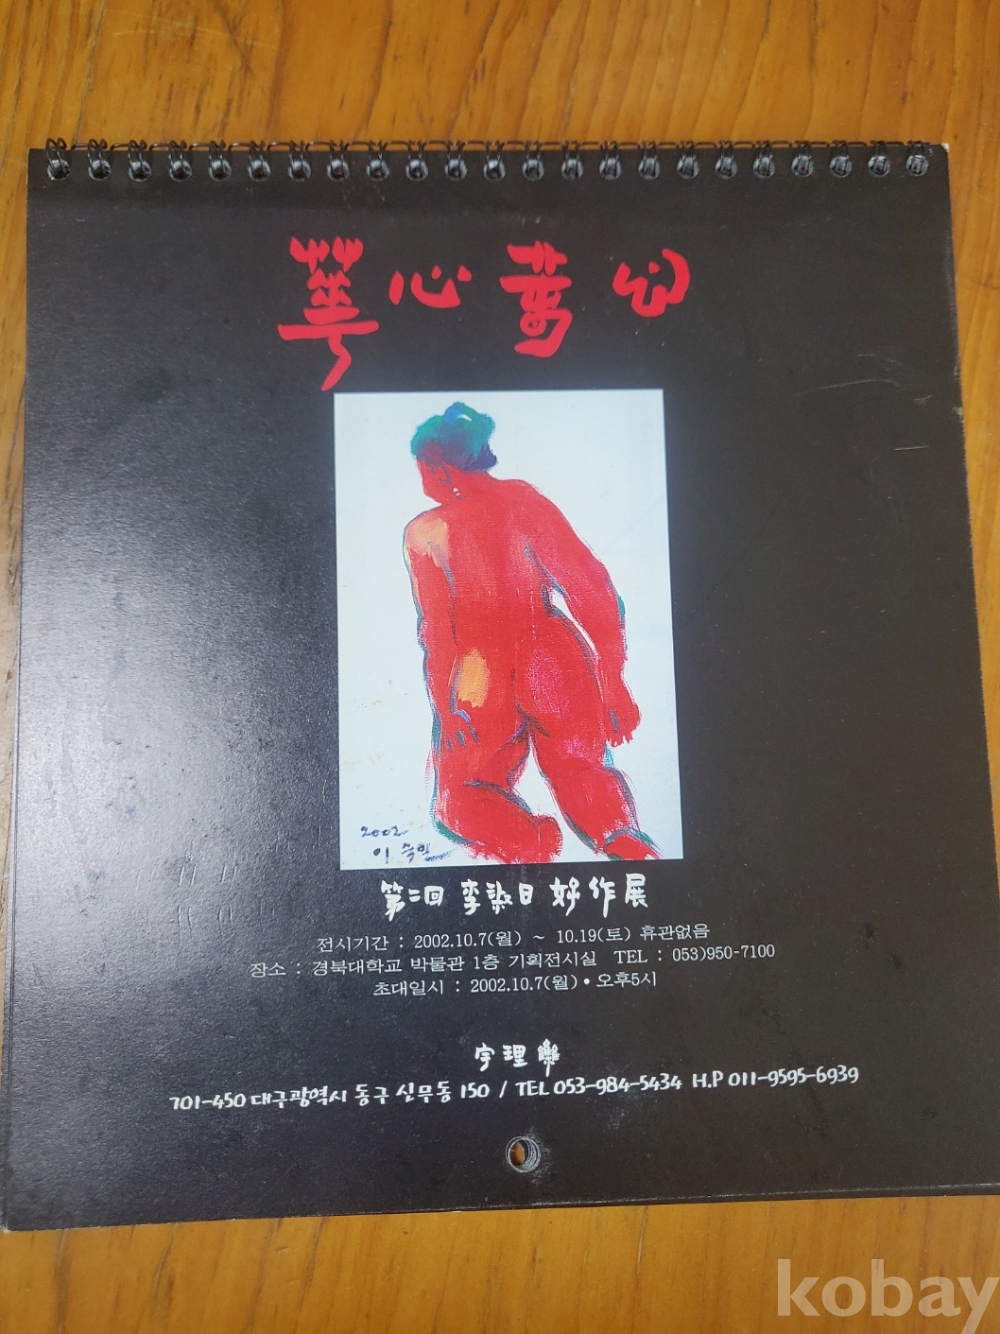 華心
2002
이숙일
第二回 李淑日 好作展
전시기간 : 2002.10.7(월) ~ 10.19(토) 휴관없음
장소 : 경북대학교 박물관 1층 기획전시실 TEL : 053)950-7100
초대일시 : 2002.10.7(월) • 오후5시
宇理
701-450 대구광역시 동구 신무동 150 / TEL 053-984-5434 H.P 011-9595-6939
kobay